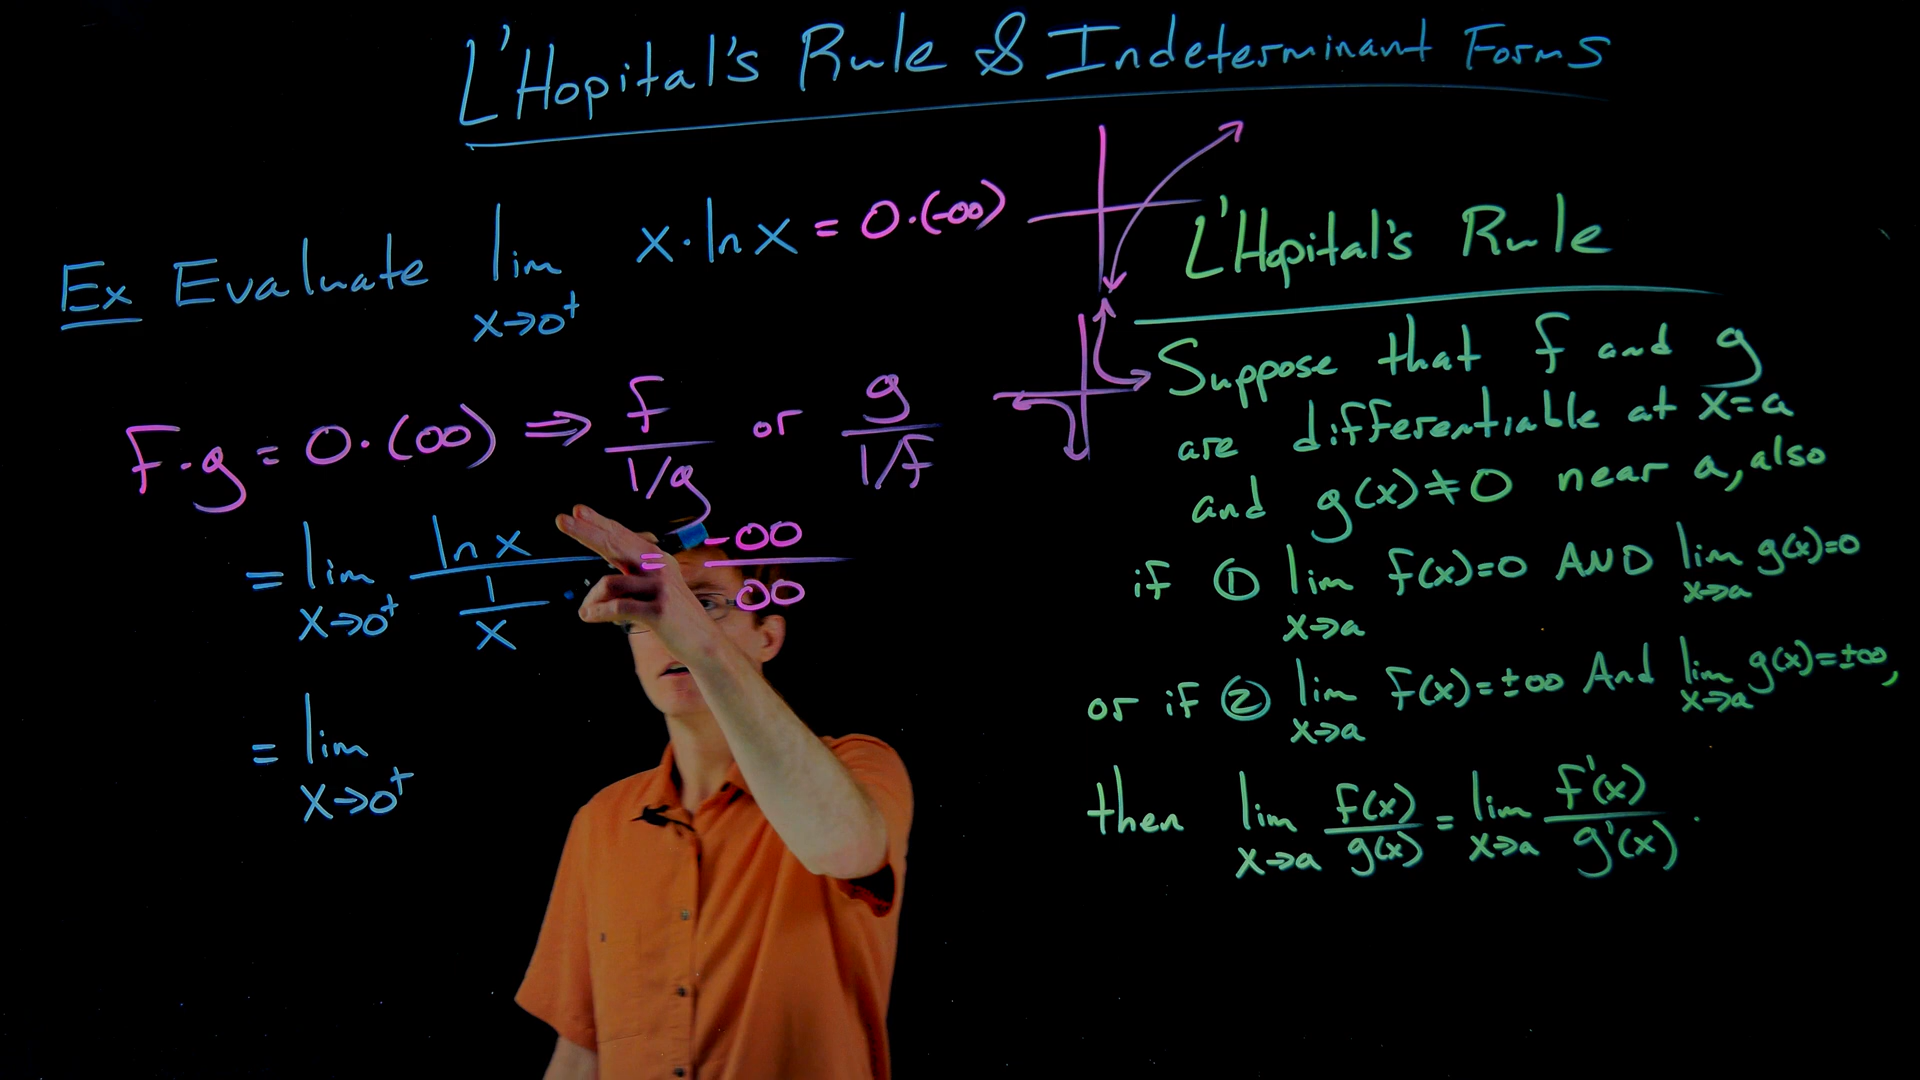 L'Hopital's Rule & Indeterminant Forms
Ex Evaluate lim x→0⁺ x·ln x = 0·(-∞)
F·g = 0·(∞) ⇒ f/(1/g) or g/(1/f)
= lim x→0⁺ (ln x)/(1/x) = -∞/∞
= lim x→0⁺
L'Hopital's Rule
Suppose that f and g
are differentiable at x=a
and g(x)≠0 near a, also
if ① lim x→a f(x)=0 AND lim x→a g(x)=0
or if ② lim x→a f(x)=±∞ And lim x→a g(x)=±∞,
then lim x→a f(x)/g(x) = lim x→a f'(x)/g'(x).